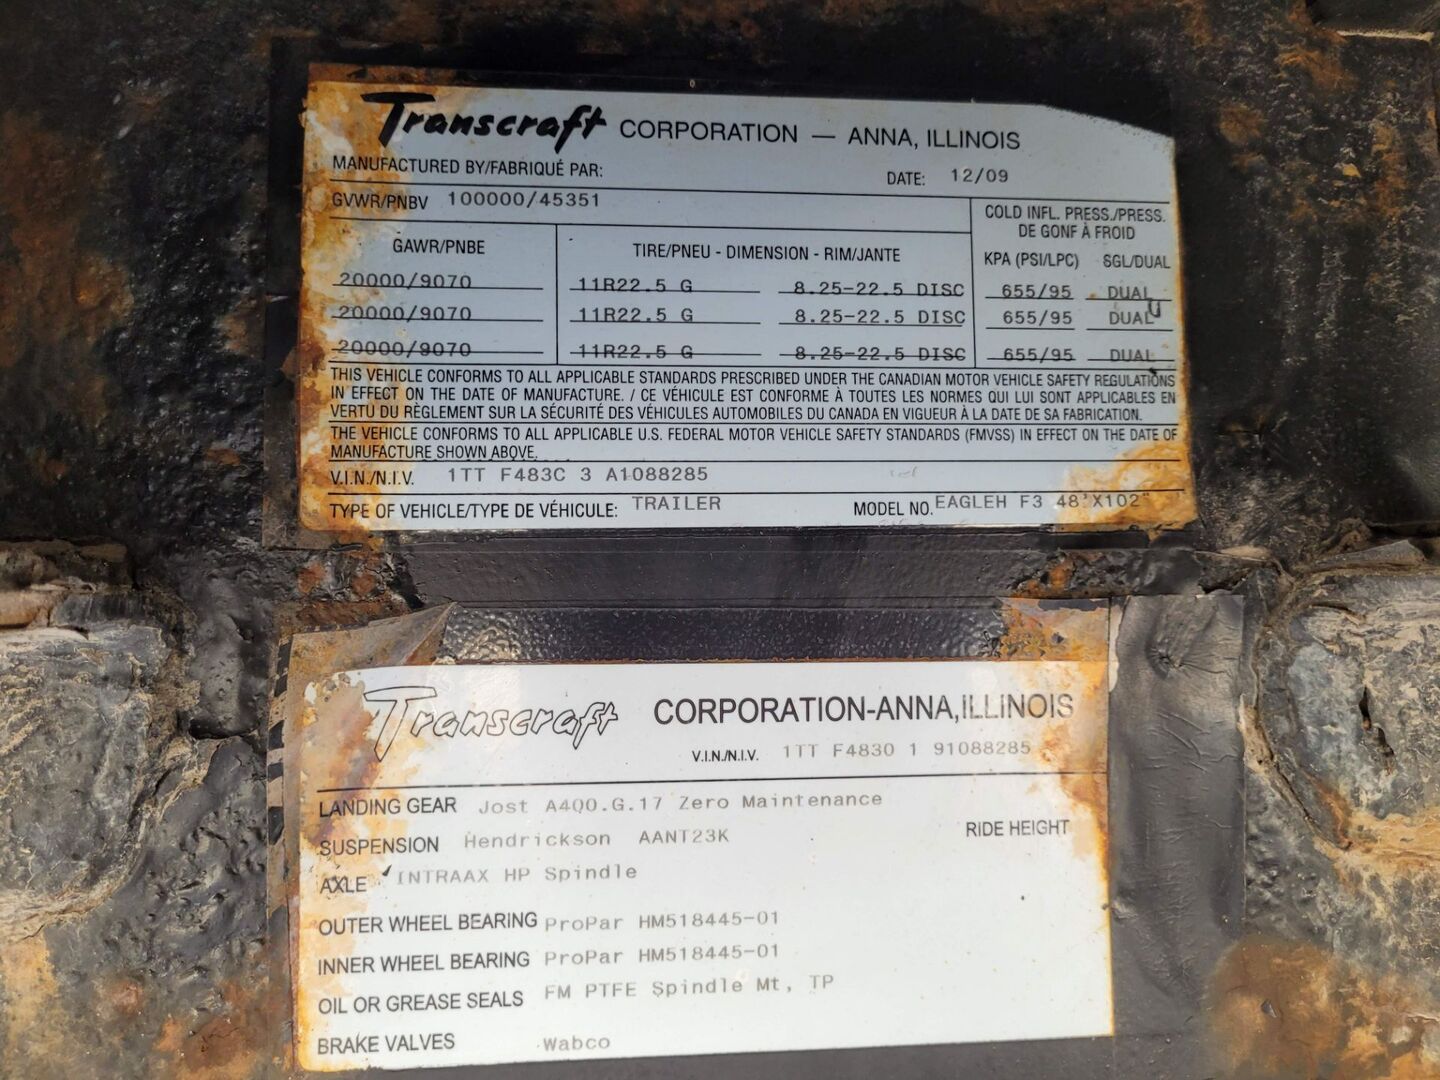 Transcraft CORPORATION — ANNA, ILLINOIS
MANUFACTURED BY/FABRIQUÉ PAR: DATE: 12/09
GVWR/PNBV 100000/45351
COLD INFL. PRESS./PRESS. DE GONF À FROID
GAWR/PNBE TIRE/PNEU - DIMENSION - RIM/JANTE KPA (PSI/LPC) SGL/DUAL
20000/9070 11R22.5 G 8.25-22.5 DISC 655/95 DUAL
20000/9070 11R22.5 G 8.25-22.5 DISC 655/95 DUAL
20000/9070 11R22.5 G 8.25-22.5 DISC 655/95 DUAL
THIS VEHICLE CONFORMS TO ALL APPLICABLE STANDARDS PRESCRIBED UNDER THE CANADIAN MOTOR VEHICLE SAFETY REGULATIONS
IN EFFECT ON THE DATE OF MANUFACTURE. / CE VÉHICULE EST CONFORME À TOUTES LES NORMES QUI LUI SONT APPLICABLES EN
VERTU DU RÈGLEMENT SUR LA SÉCURITÉ DES VÉHICULES AUTOMOBILES DU CANADA EN VIGUEUR À LA DATE DE SA FABRICATION.
THE VEHICLE CONFORMS TO ALL APPLICABLE U.S. FEDERAL MOTOR VEHICLE SAFETY STANDARDS (FMVSS) IN EFFECT ON THE DATE OF
MANUFACTURE SHOWN ABOVE.
V.I.N./N.I.V. 1TT F483C 3 A1088285
TYPE OF VEHICLE/TYPE DE VÉHICULE: TRAILER MODEL NO. EAGLEH F3 48'X102"
Transcraft CORPORATION-ANNA, ILLINOIS
V.I.N./N.I.V. 1TT F4830 1 91088285
LANDING GEAR Jost A400.G.17 Zero Maintenance
SUSPENSION Hendrickson AANT23K RIDE HEIGHT
AXLE INTRAAX HP Spindle
OUTER WHEEL BEARING ProPar HM518445-01
INNER WHEEL BEARING ProPar HM518445-01
OIL OR GREASE SEALS FM PTFE Spindle Mt, TP
BRAKE VALVES Wabco